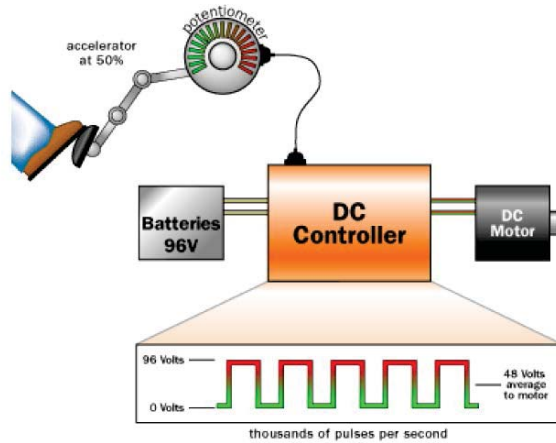 potentiometer
accelerator
at 50%
Batteries
96V
DC
Controller
DC
Motor
96 Volts
0 Volts
48 Volts
average
to motor
thousands of pulses per second